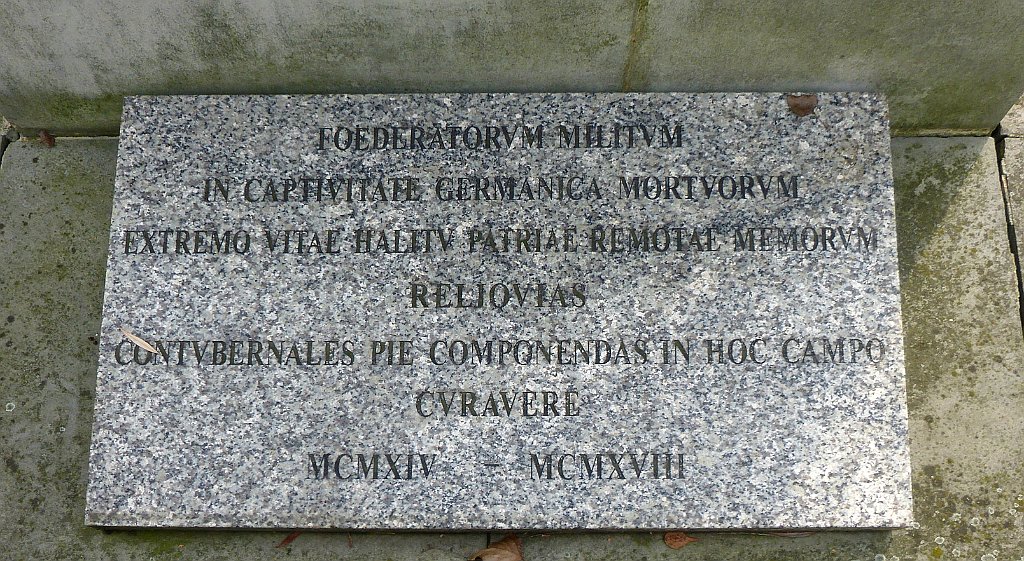 FOEDERATORVM MILITVM
IN CAPTIVITATE GERMANICA MORTVORVM
EXTREMO VITAE HALITV PATRIAE REMOTAE MEMORVM
RELIQVIAS
CONTVBERNALES PIE COMPONENDAS IN HOC CAMPO
CVRAVERE
MCMXIV – MCMXVIII